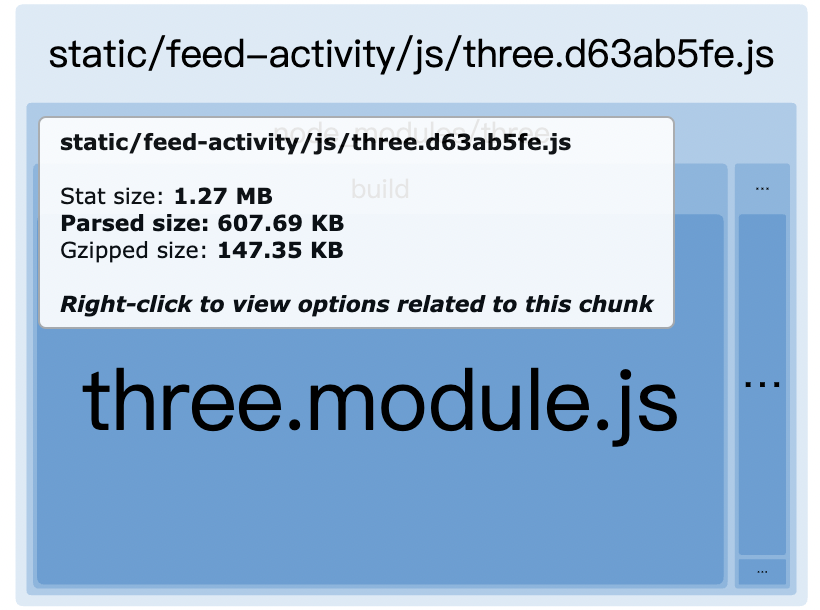 static/feed-activity/js/three.d63ab5fe.js
node_modules/three
static/feed-activity/js/three.d63ab5fe.js
build
...
Stat size: 1.27 MB
Parsed size: 607.69 KB
Gzipped size: 147.35 KB
Right-click to view options related to this chunk
three.module.js
...
...